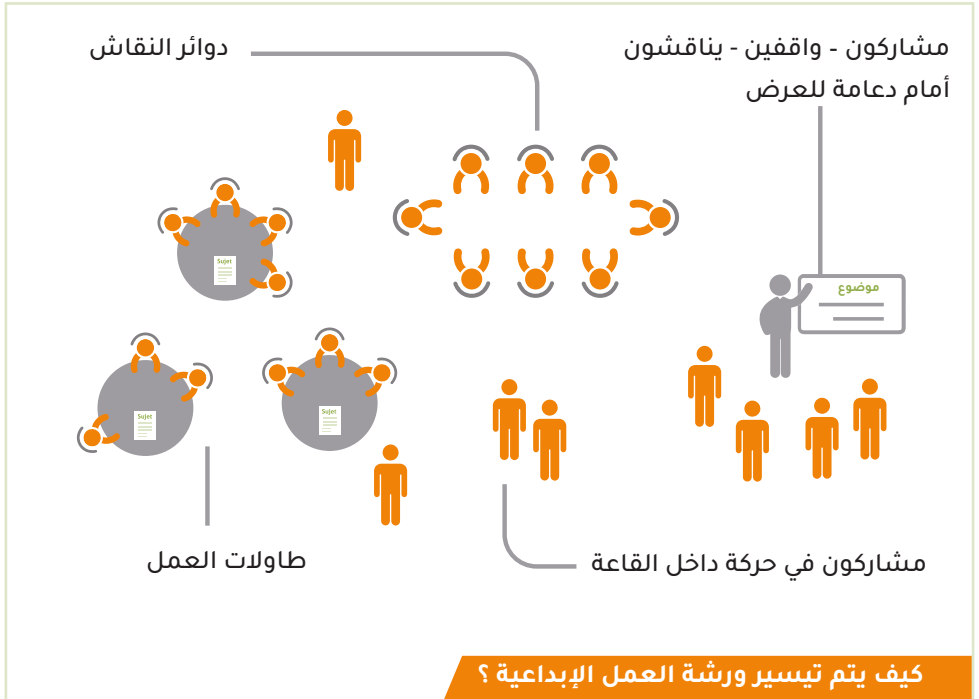 مشاركون - واقفين - يناقشون
أمام دعامة للعرض
دوائر النقاش
موضوع
Sujet
Sujet
Sujet
مشاركون في حركة داخل القاعة
طاولات العمل
كيف يتم تيسير ورشة العمل الإبداعية ؟